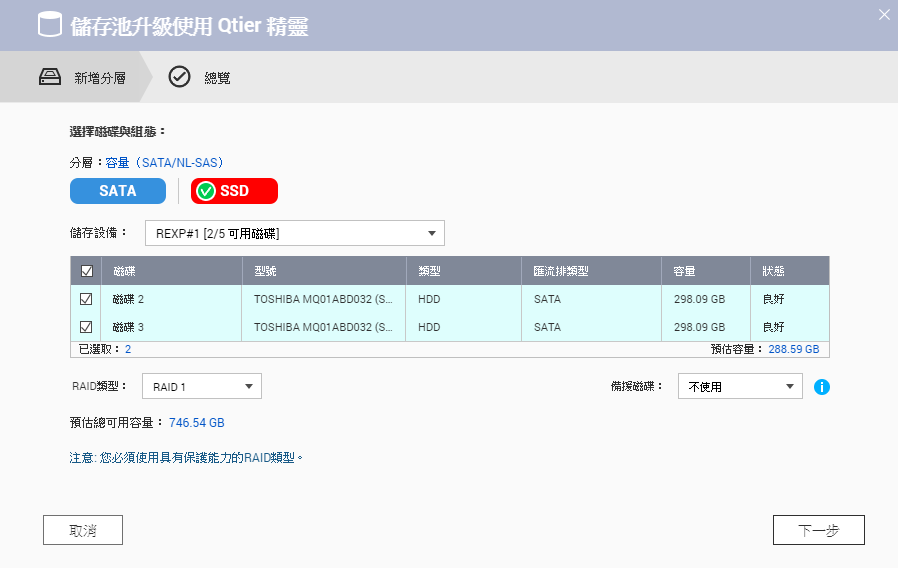 儲存池升級使用 Qtier 精靈
新增分層 總覽
選擇磁碟與組態：
分層：容量（SATA/NL-SAS）
SATA SSD
儲存設備： REXP#1 [2/5 可用磁碟]
磁碟 型號 類型 匯流排類型 容量 狀態
磁碟 2 TOSHIBA MQ01ABD032 (S... HDD SATA 298.09 GB 良好
磁碟 3 TOSHIBA MQ01ABD032 (S... HDD SATA 298.09 GB 良好
已選取： 2 預估容量： 288.59 GB
RAID類型： RAID 1 備援磁碟： 不使用
預估總可用容量： 746.54 GB
注意: 您必須使用具有保護能力的RAID類型。
取消 下一步